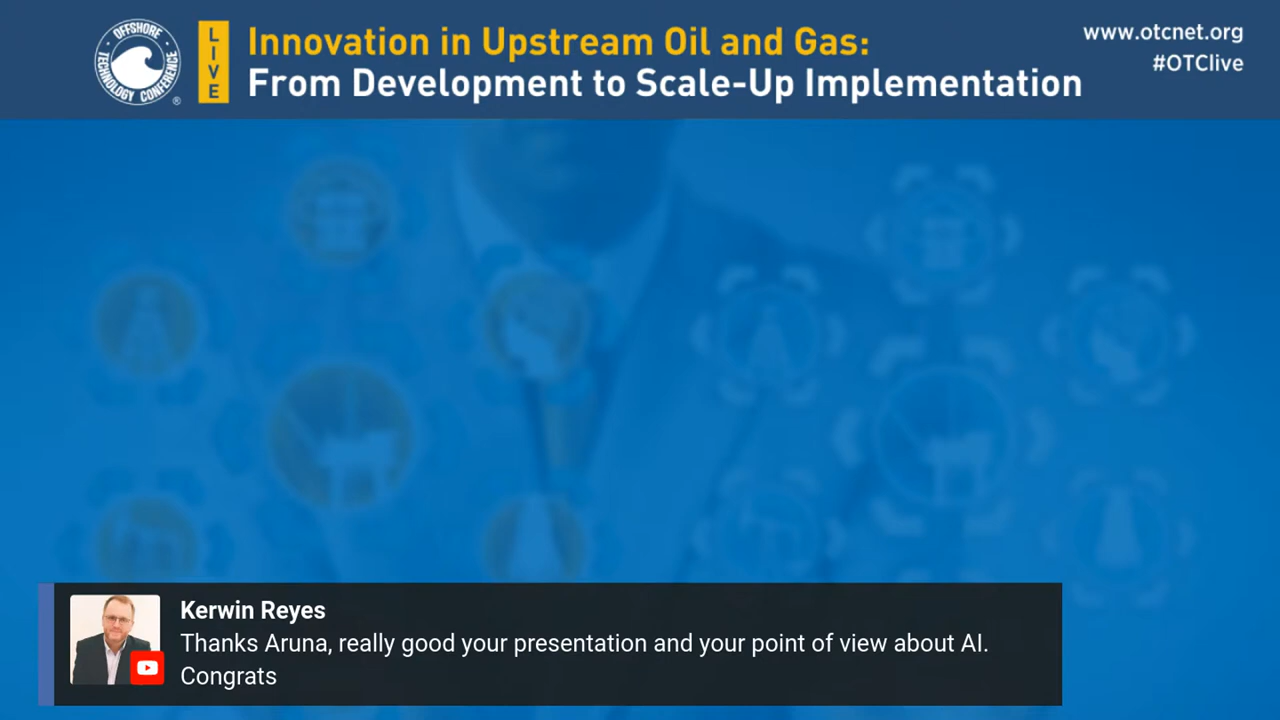 OFFSHORE
TECHNOLOGY CONFERENCE
®
LIVE
Innovation in Upstream Oil and Gas:
From Development to Scale-Up Implementation
www.otcnet.org
#OTClive
Kerwin Reyes
Thanks Aruna, really good your presentation and your point of view about AI.
Congrats